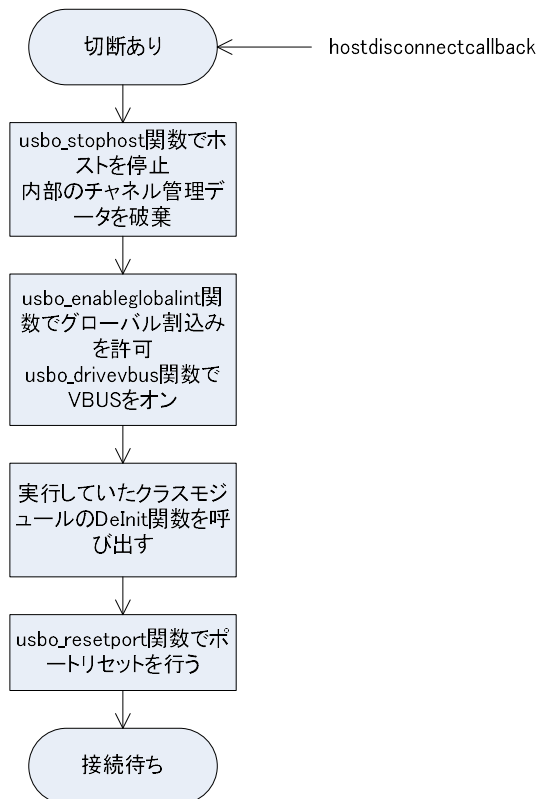 切断あり
hostdisconnectcallback
usbo_stophost関数でホ
ストを停止
内部のチャネル管理デ
ータを破棄
usbo_enableglobalint関
数でグローバル割込み
を許可
usbo_drivevbus関数で
VBUSをオン
実行していたクラスモジ
ュールのDeInit関数を呼
び出す
usbo_resetport関数でポ
ートリセットを行う
接続待ち